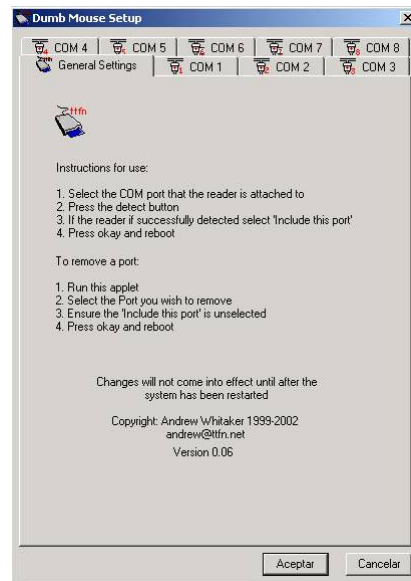 Dumb Mouse Setup
COM 4 COM 5 COM 6 COM 7 COM 8
General Settings COM 1 COM 2 COM 3
ttfn
Instructions for use:
1. Select the COM port that the reader is attached to
2. Press the detect button
3. If the reader if successfully detected select 'Include this port'
4. Press okay and reboot
To remove a port:
1. Run this applet
2. Select the Port you wish to remove
3. Ensure the 'Include this port' is unselected
4. Press okay and reboot
Changes will not come into effect until after the
system has been restarted
Copyright: Andrew Whitaker 1999-2002
andrew@ttfn.net
Version 0.06
Aceptar Cancelar